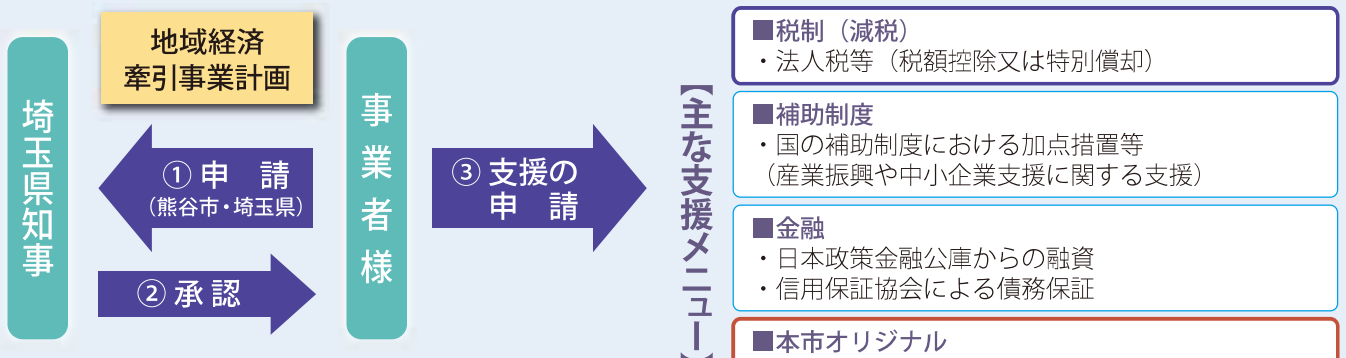 地域経済
牽引事業計画
埼玉県知事
① 申　請
（熊谷市・埼玉県）
② 承 認
事業者様
③ 支援の
申　請
【主な支援メニュー】
■税制（減税）
・法人税等（税額控除又は特別償却）
■補助制度
・国の補助制度における加点措置等
（産業振興や中小企業支援に関する支援）
■金融
・日本政策金融公庫からの融資
・信用保証協会による債務保証
■本市オリジナル